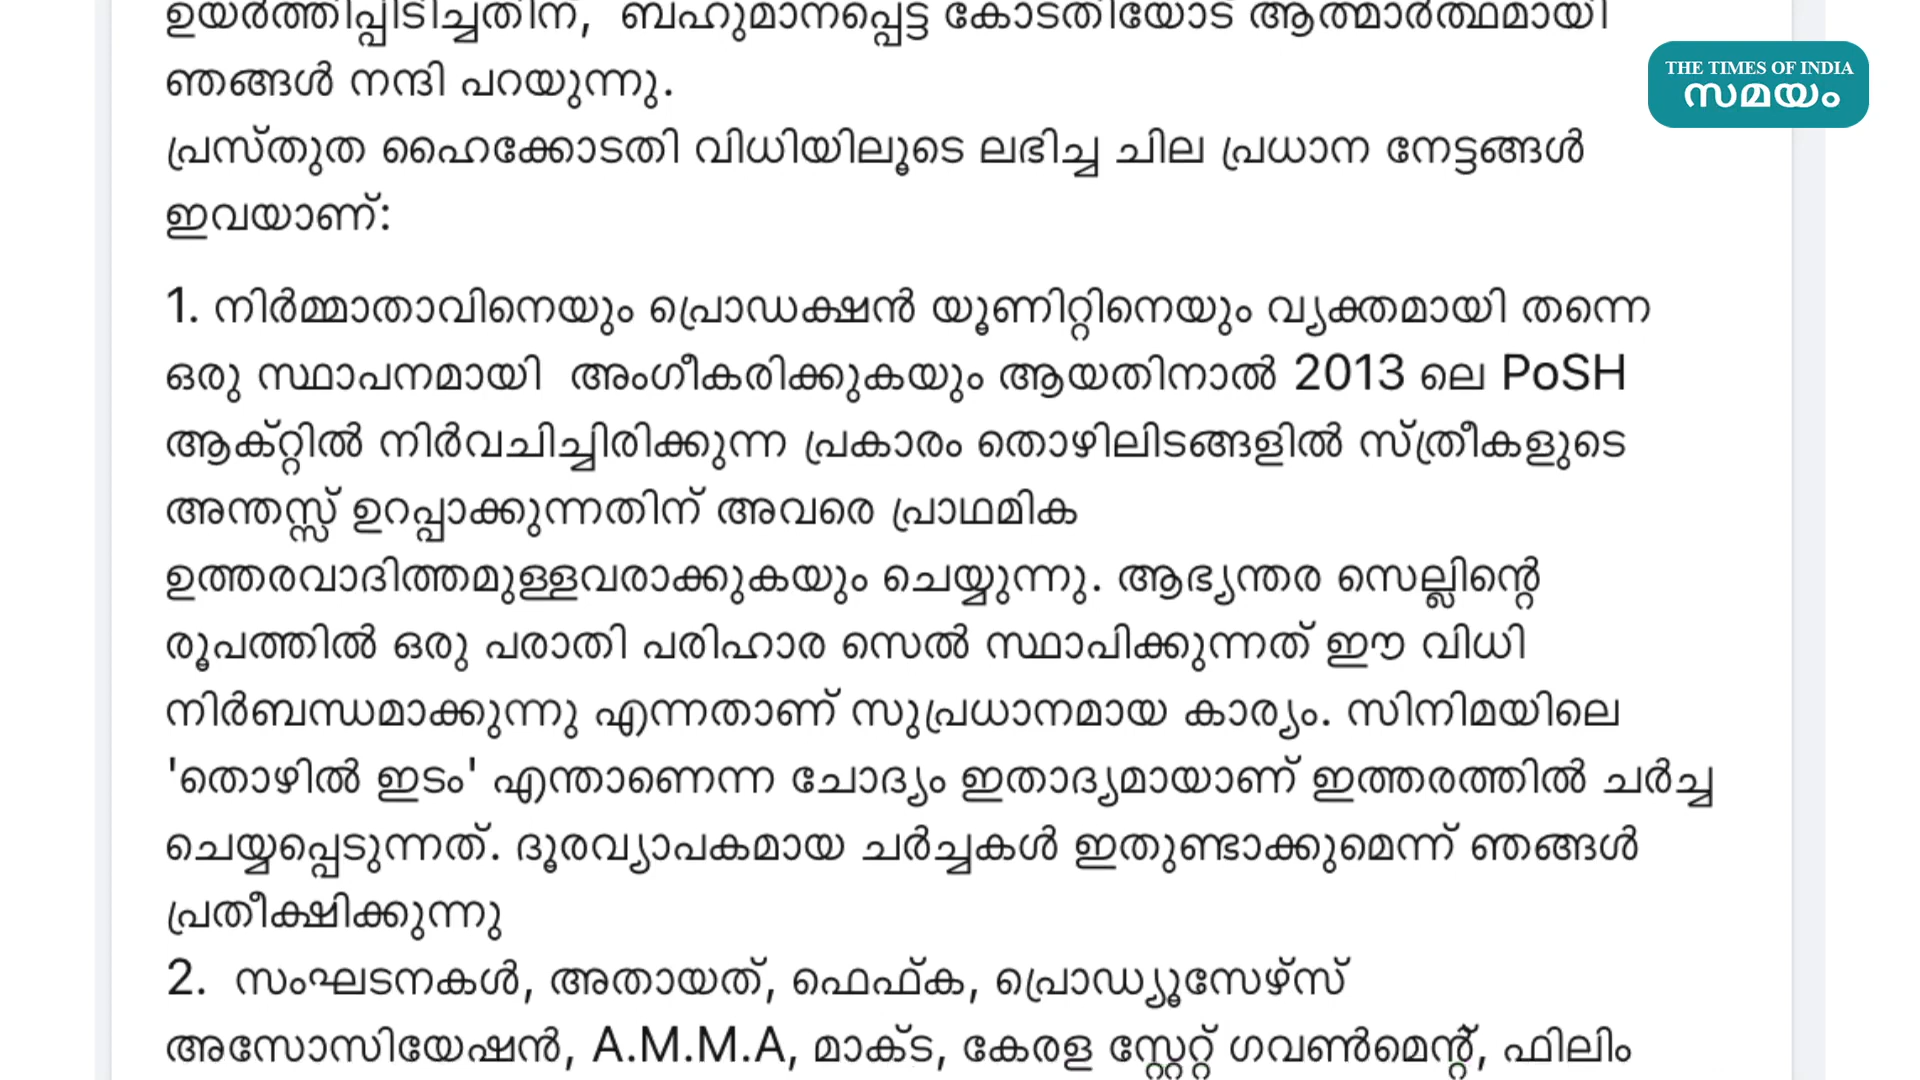 ഉയർത്തിപ്പിടിച്ചതിന്, ബഹുമാനപ്പെട്ട കോടതിയോട് ആത്മാർത്ഥമായി
ഞങ്ങൾ നന്ദി പറയുന്നു.
പ്രസ്തുത ഹൈക്കോടതി വിധിയിലൂടെ ലഭിച്ച ചില പ്രധാന നേട്ടങ്ങൾ
ഇവയാണ്:
1. നിർമ്മാതാവിനെയും പ്രൊഡക്ഷൻ യൂണിറ്റിനെയും വ്യക്തമായി തന്നെ
ഒരു സ്ഥാപനമായി അംഗീകരിക്കുകയും ആയതിനാൽ 2013 ലെ PoSH
ആക്റ്റിൽ നിർവചിച്ചിരിക്കുന്ന പ്രകാരം തൊഴിലിടങ്ങളിൽ സ്ത്രീകളുടെ
അന്തസ്സ് ഉറപ്പാക്കുന്നതിന് അവരെ പ്രാഥമിക
ഉത്തരവാദിത്തമുള്ളവരാക്കുകയും ചെയ്യുന്നു. ആഭ്യന്തര സെല്ലിന്റെ
രൂപത്തിൽ ഒരു പരാതി പരിഹാര സെൽ സ്ഥാപിക്കുന്നത് ഈ വിധി
നിർബന്ധമാക്കുന്നു എന്നതാണ് സുപ്രധാനമായ കാര്യം. സിനിമയിലെ
'തൊഴിൽ ഇടം' എന്താണെന്ന ചോദ്യം ഇതാദ്യമായാണ് ഇത്തരത്തിൽ ചർച്ച
ചെയ്യപ്പെടുന്നത്. ദൂരവ്യാപകമായ ചർച്ചകൾ ഇതുണ്ടാക്കുമെന്ന് ഞങ്ങൾ
പ്രതീക്ഷിക്കുന്നു
2. സംഘടനകൾ, അതായത്, ഫെഫ്ക, പ്രൊഡ്യൂസേഴ്സ്
അസോസിയേഷൻ, A.M.M.A, മാക്ട, കേരള സ്റ്റേറ്റ് ഗവൺമെന്റ്, ഫിലിം
THE TIMES OF INDIA
സമയം